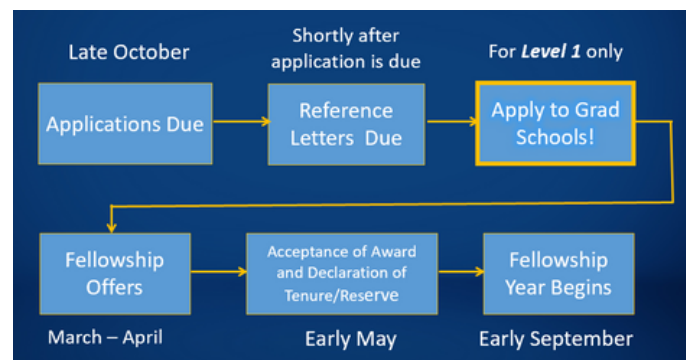 Late October
Applications Due
Shortly after
application is due
Reference
Letters Due
For Level 1 only
Apply to Grad
Schools!
Fellowship
Offers
March – April
Acceptance of Award
and Declaration of
Tenure/Reserve
Early May
Fellowship
Year Begins
Early September